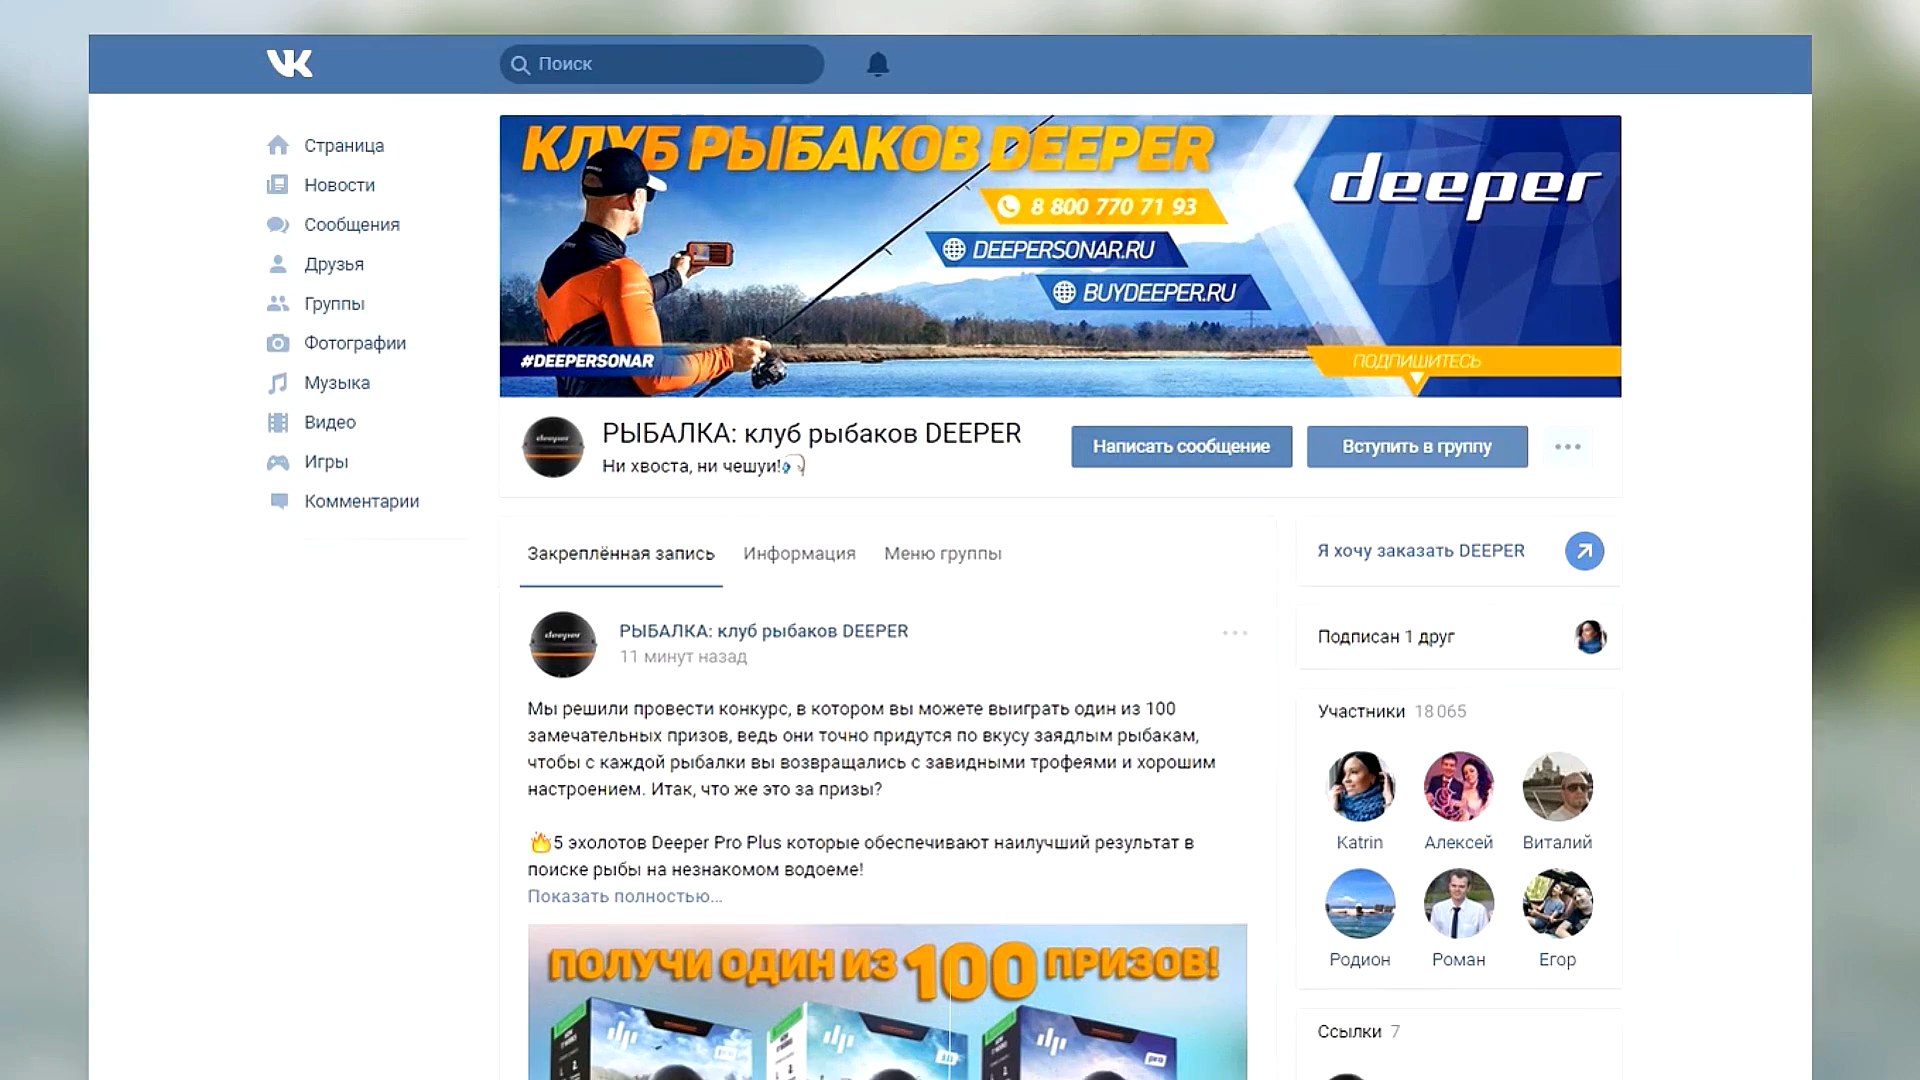 VK
Поиск
Страница
Новости
Сообщения
Друзья
Группы
Фотографии
Музыка
Видео
Игры
Комментарии
КЛУБ РЫБАКОВ DEEPER
8 800 770 71 93
DEEPERSONAR.RU
BUYDEEPER.RU
#DEEPERSONAR
deeper
ПОДПИШИТЕСЬ
deeper
РЫБАЛКА: клуб рыбаков DEEPER
Ни хвоста, ни чешуи!
Написать сообщение
Вступить в группу
Закреплённая запись
Информация
Меню группы
deeper
РЫБАЛКА: клуб рыбаков DEEPER
11 минут назад
Мы решили провести конкурс, в котором вы можете выиграть один из 100
замечательных призов, ведь они точно придутся по вкусу заядлым рыбакам,
чтобы с каждой рыбалки вы возвращались с завидными трофеями и хорошим
настроением. Итак, что же это за призы?
🔥5 эхолотов Deeper Pro Plus которые обеспечивают наилучший результат в
поиске рыбы на незнакомом водоеме!
Показать полностью...
ПОЛУЧИ ОДИН ИЗ 100 ПРИЗОВ!
pro
Я хочу заказать DEEPER
Подписан 1 друг
Участники 18 065
Katrin
Алексей
Виталий
Родион
Роман
Егор
Ссылки 7